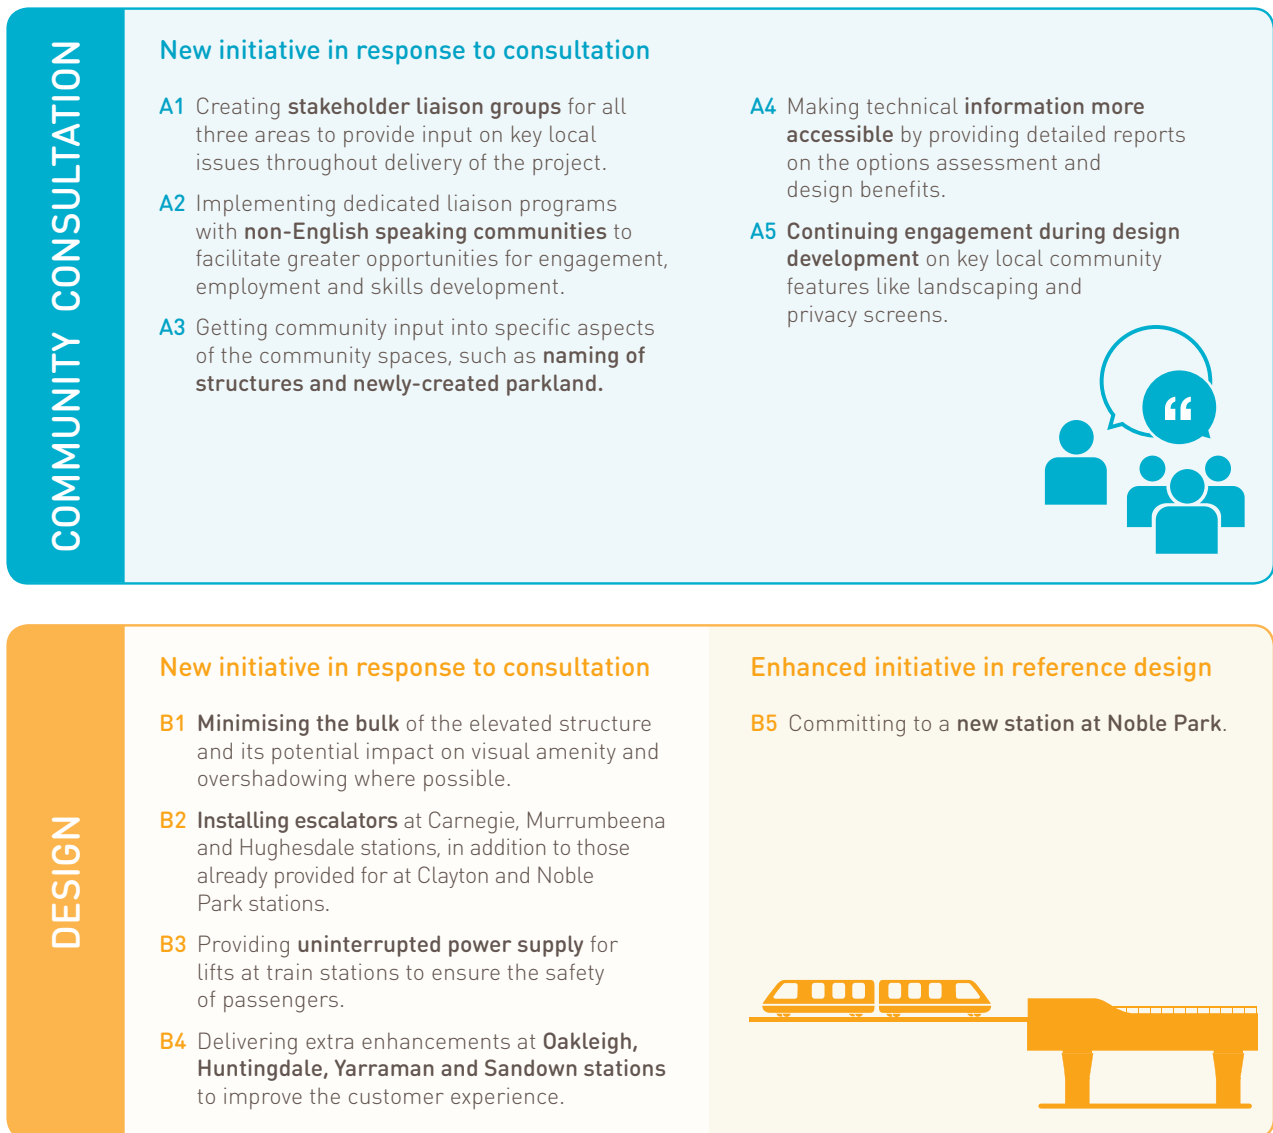 COMMUNITY CONSULTATION
New initiative in response to consultation
A1 Creating stakeholder liaison groups for all
three areas to provide input on key local
issues throughout delivery of the project.
A2 Implementing dedicated liaison programs
with non-English speaking communities to
facilitate greater opportunities for engagement,
employment and skills development.
A3 Getting community input into specific aspects
of the community spaces, such as naming of
structures and newly-created parkland.
A4 Making technical information more
accessible by providing detailed reports
on the options assessment and
design benefits.
A5 Continuing engagement during design
development on key local community
features like landscaping and
privacy screens.
DESIGN
New initiative in response to consultation
B1 Minimising the bulk of the elevated structure
and its potential impact on visual amenity and
overshadowing where possible.
B2 Installing escalators at Carnegie, Murrumbeena
and Hughesdale stations, in addition to those
already provided for at Clayton and Noble
Park stations.
B3 Providing uninterrupted power supply for
lifts at train stations to ensure the safety
of passengers.
B4 Delivering extra enhancements at Oakleigh,
Huntingdale, Yarraman and Sandown stations
to improve the customer experience.
Enhanced initiative in reference design
B5 Committing to a new station at Noble Park.